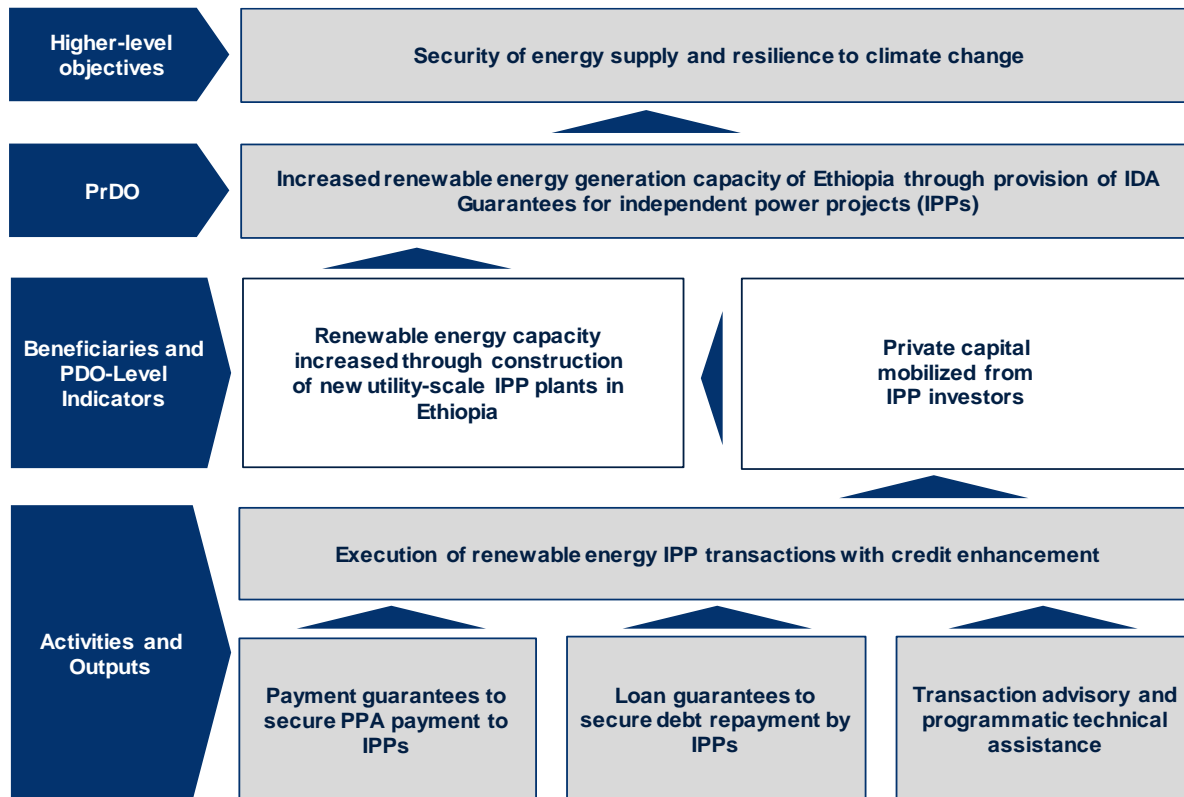 Higher-level
objectives
Security of energy supply and resilience to climate change
PrDO
Increased renewable energy generation capacity of Ethiopia through provision of IDA
Guarantees for independent power projects (IPPs)
Beneficiaries and
PDO-Level
Indicators
Renewable energy capacity
increased through construction
of new utility-scale IPP plants in
Ethiopia
Private capital
mobilized from
IPP investors
Activities and
Outputs
Execution of renewable energy IPP transactions with credit enhancement
Payment guarantees to
secure PPA payment to
IPPs
Loan guarantees to
secure debt repayment by
IPPs
Transaction advisory and
programmatic technical
assistance